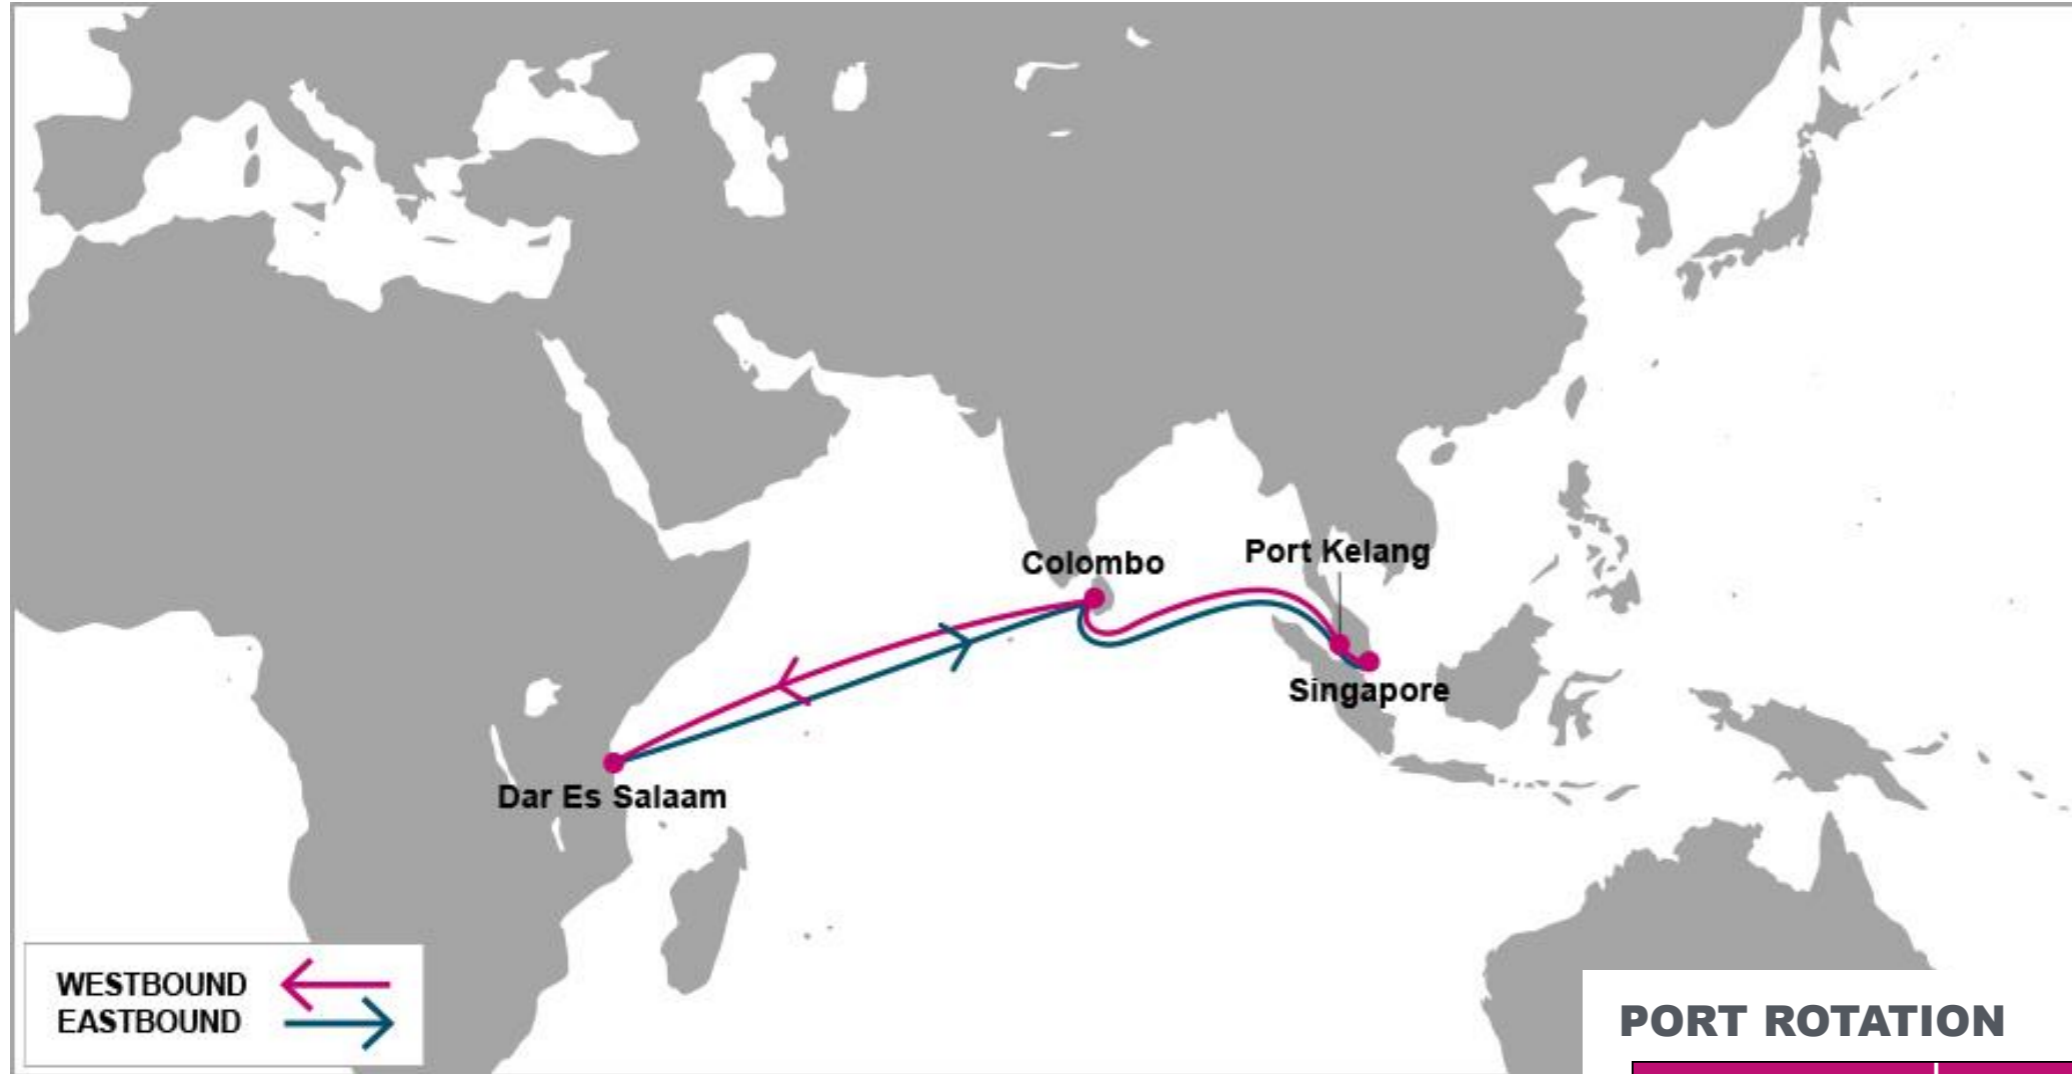 Colombo
Port Kelang
Singapore
Dar Es Salaam
WESTBOUND
EASTBOUND
PORT ROTATION